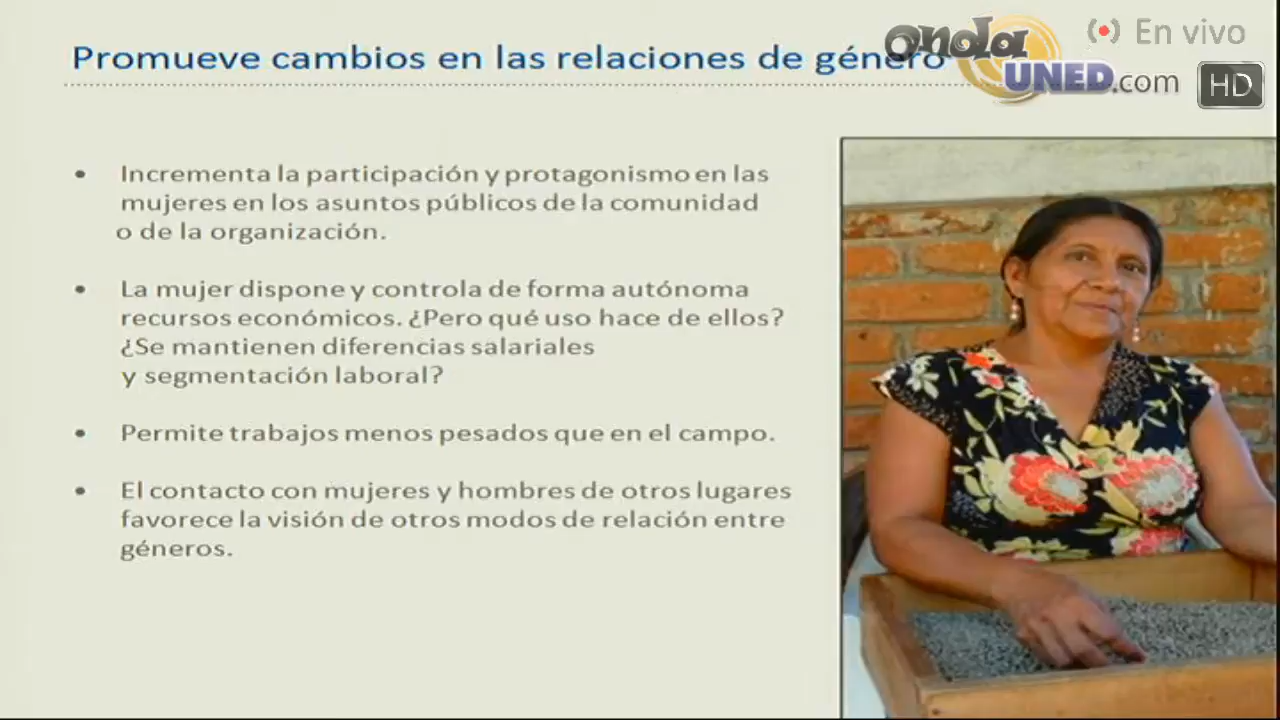 Promueve cambios en las relaciones de género
onda
UNED.com
En vivo
HD
• Incrementa la participación y protagonismo en las
mujeres en los asuntos públicos de la comunidad
o de la organización.
• La mujer dispone y controla de forma autónoma
recursos económicos. ¿Pero qué uso hace de ellos?
¿Se mantienen diferencias salariales
y segmentación laboral?
• Permite trabajos menos pesados que en el campo.
• El contacto con mujeres y hombres de otros lugares
favorece la visión de otros modos de relación entre
géneros.